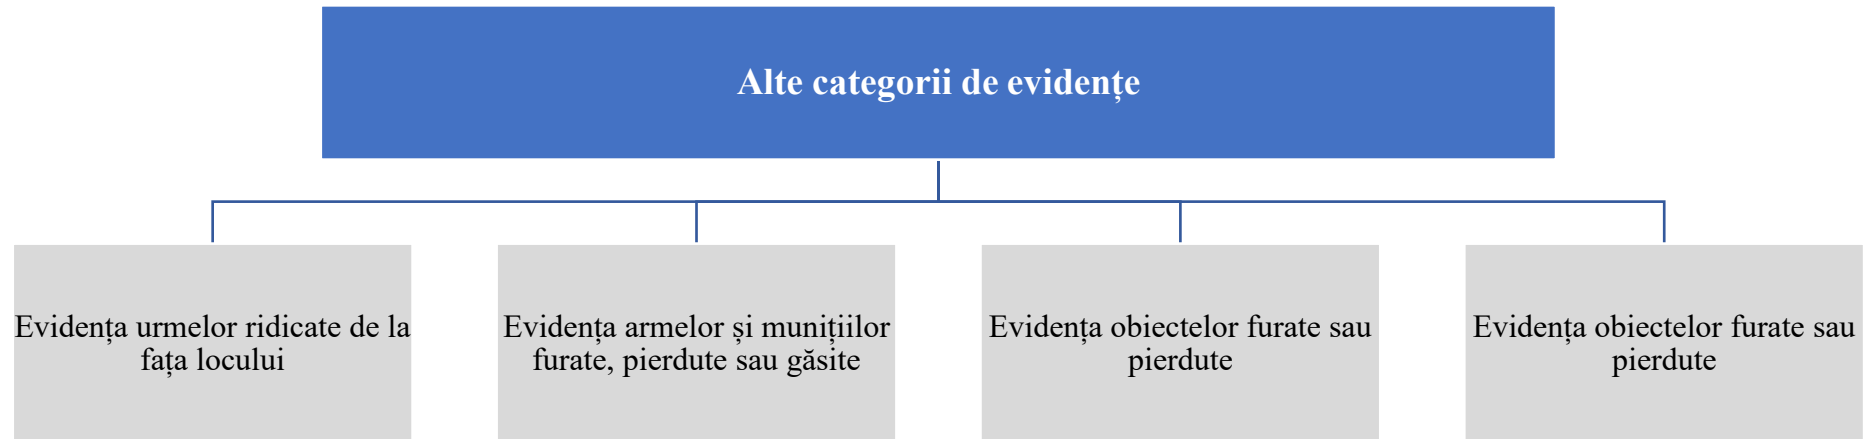 Alte categorii de evidențe
Evidența urmelor ridicate de la
fața locului
Evidența armelor și munițiilor
furate, pierdute sau găsite
Evidența obiectelor furate sau
pierdute
Evidența obiectelor furate sau
pierdute